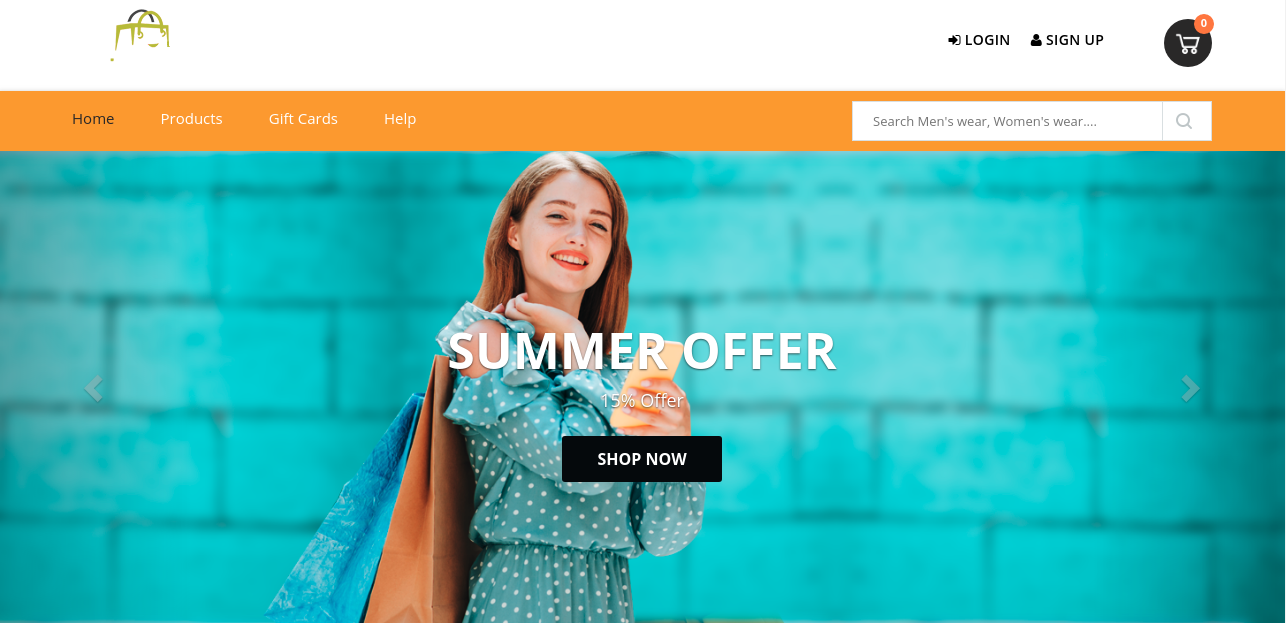 LOGIN
SIGN UP
0
Home
Products
Gift Cards
Help
Search Men's wear, Women's wear....
SUMMER OFFER
15% Offer
SHOP NOW